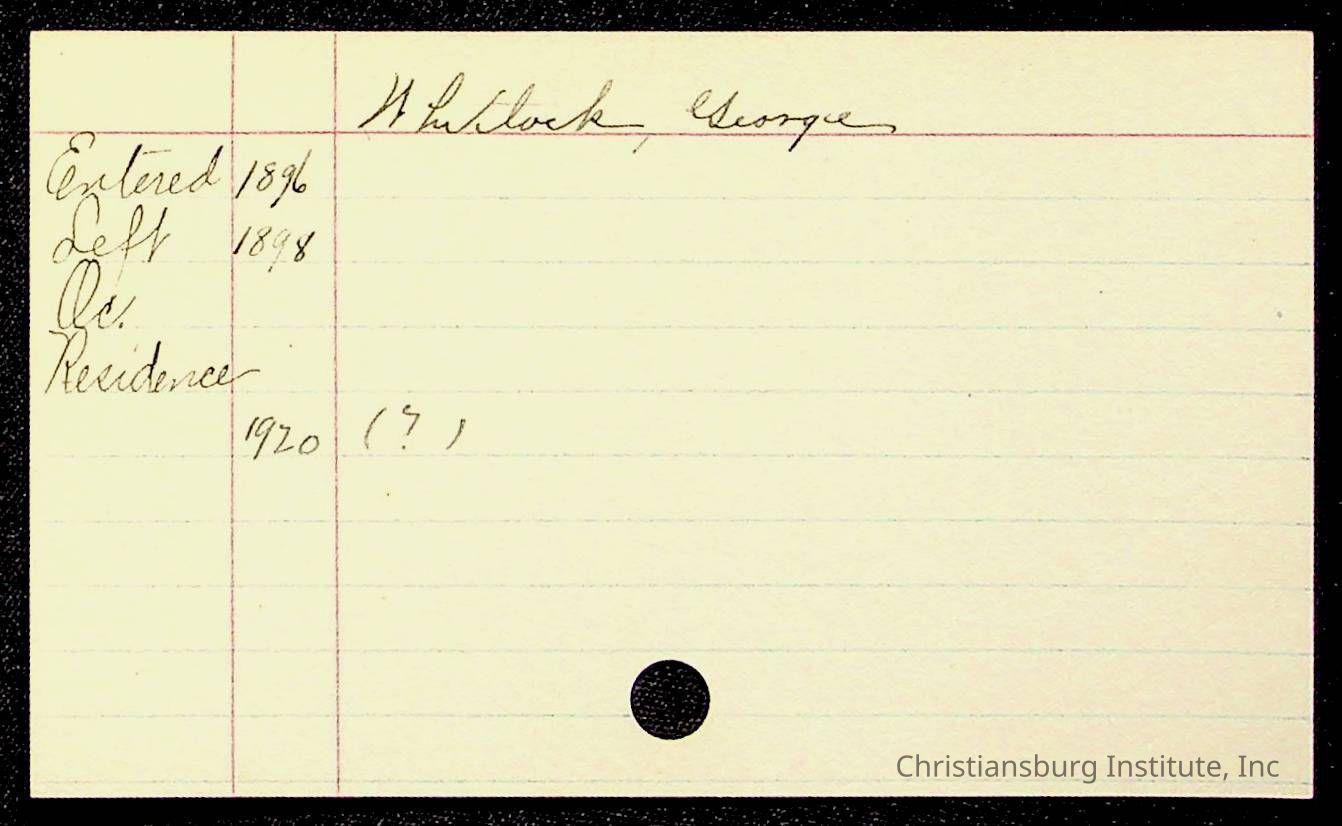 Whitlock, George
Entered 1896
Left 1898
Oc.
Residence
1920 (?)
Christiansburg Institute, Inc